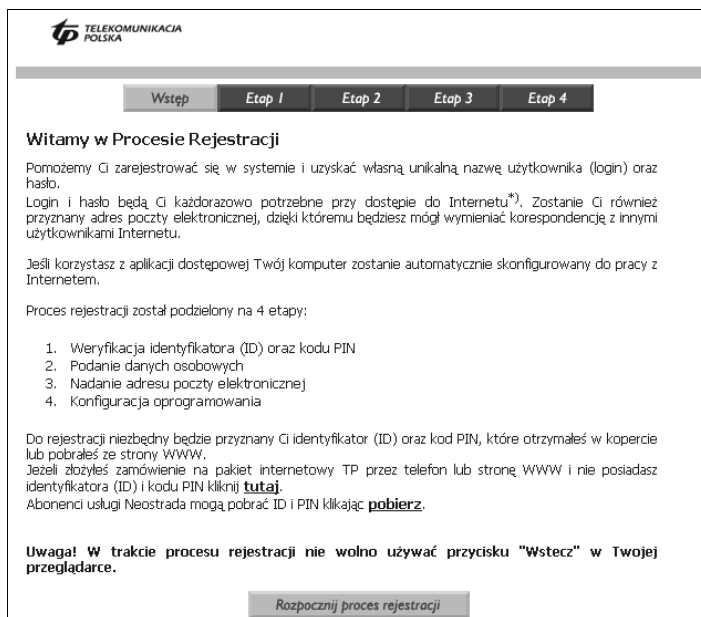 TELEKOMUNIKACJA
POLSKA
Wstęp Etap 1 Etap 2 Etap 3 Etap 4
Witamy w Procesie Rejestracji
Pomożemy Ci zarejestrować się w systemie i uzyskać własną unikalną nazwę użytkownika (login) oraz
hasło.
Login i hasło będą Ci każdorazowo potrzebne przy dostępie do Internetu*). Zostanie Ci również
przyznany adres poczty elektronicznej, dzięki któremu będziesz mógł wymieniać korespondencję z innymi
użytkownikami Internetu.
Jeśli korzystasz z aplikacji dostępowej Twój komputer zostanie automatycznie skonfigurowany do pracy z
Internetem.
Proces rejestracji został podzielony na 4 etapy:
1. Weryfikacja identyfikatora (ID) oraz kodu PIN
2. Podanie danych osobowych
3. Nadanie adresu poczty elektronicznej
4. Konfiguracja oprogramowania
Do rejestracji niezbędny będzie przyznany Ci identyfikator (ID) oraz kod PIN, które otrzymałeś w kopercie
lub pobrałeś ze strony WWW.
Jeżeli złożyłeś zamówienie na pakiet internetowy TP przez telefon lub stronę WWW i nie posiadasz
identyfikatora (ID) i kodu PIN kliknij tutaj.
Abonenci usługi Neostrada mogą pobrać ID i PIN klikając pobierz.
Uwaga! W trakcie procesu rejestracji nie wolno używać przycisku "Wstecz" w Twojej
przeglądarce.
Rozpocznij proces rejestracji